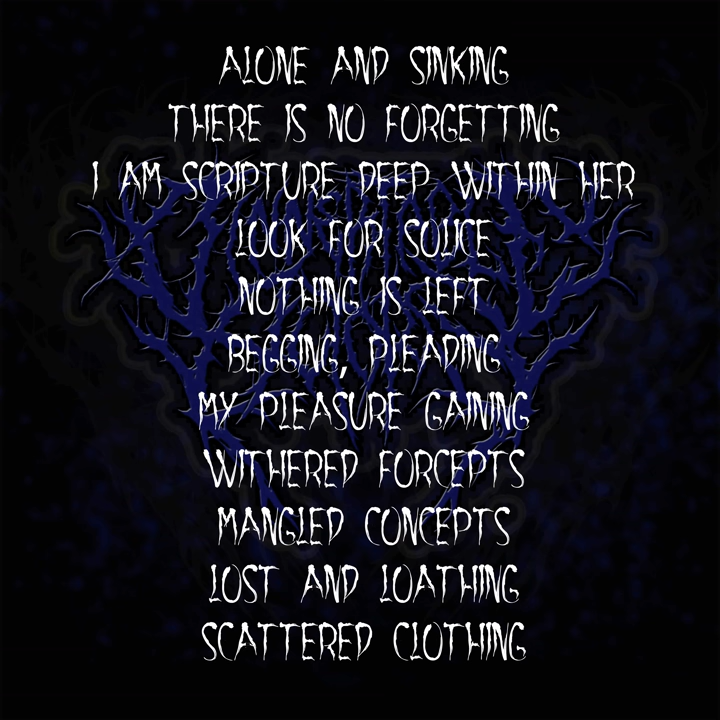 ALONE AND SINKING
THERE IS NO FORGETTING
I AM SCRIPTURE DEEP WITHIN HER
LOOK FOR SOLICE
NOTHING IS LEFT
BEGGING, PLEADING
MY PLEASURE GAINING
WITHERED FORCEPTS
MANGLED CONCEPTS
LOST AND LOATHING
SCATTERED CLOTHING